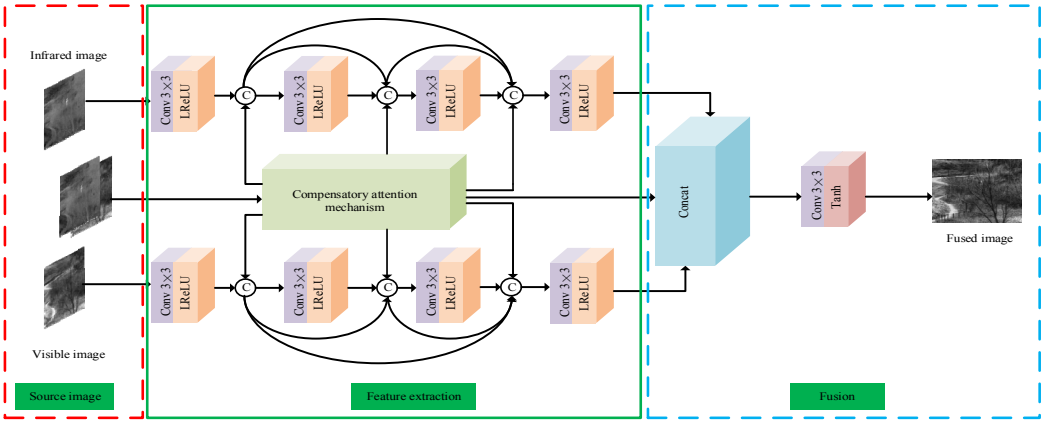 Infrared image
Conv 3×3
LReLU
C
Conv 3×3
LReLU
C
Conv 3×3
LReLU
C
Conv 3×3
LReLU
Compensatory attention
mechanism
Concat
Conv 3×3
Tanh
Fused image
Conv 3×3
LReLU
C
Conv 3×3
LReLU
C
Conv 3×3
LReLU
C
Conv 3×3
LReLU
Visible image
Source image
Feature extraction
Fusion